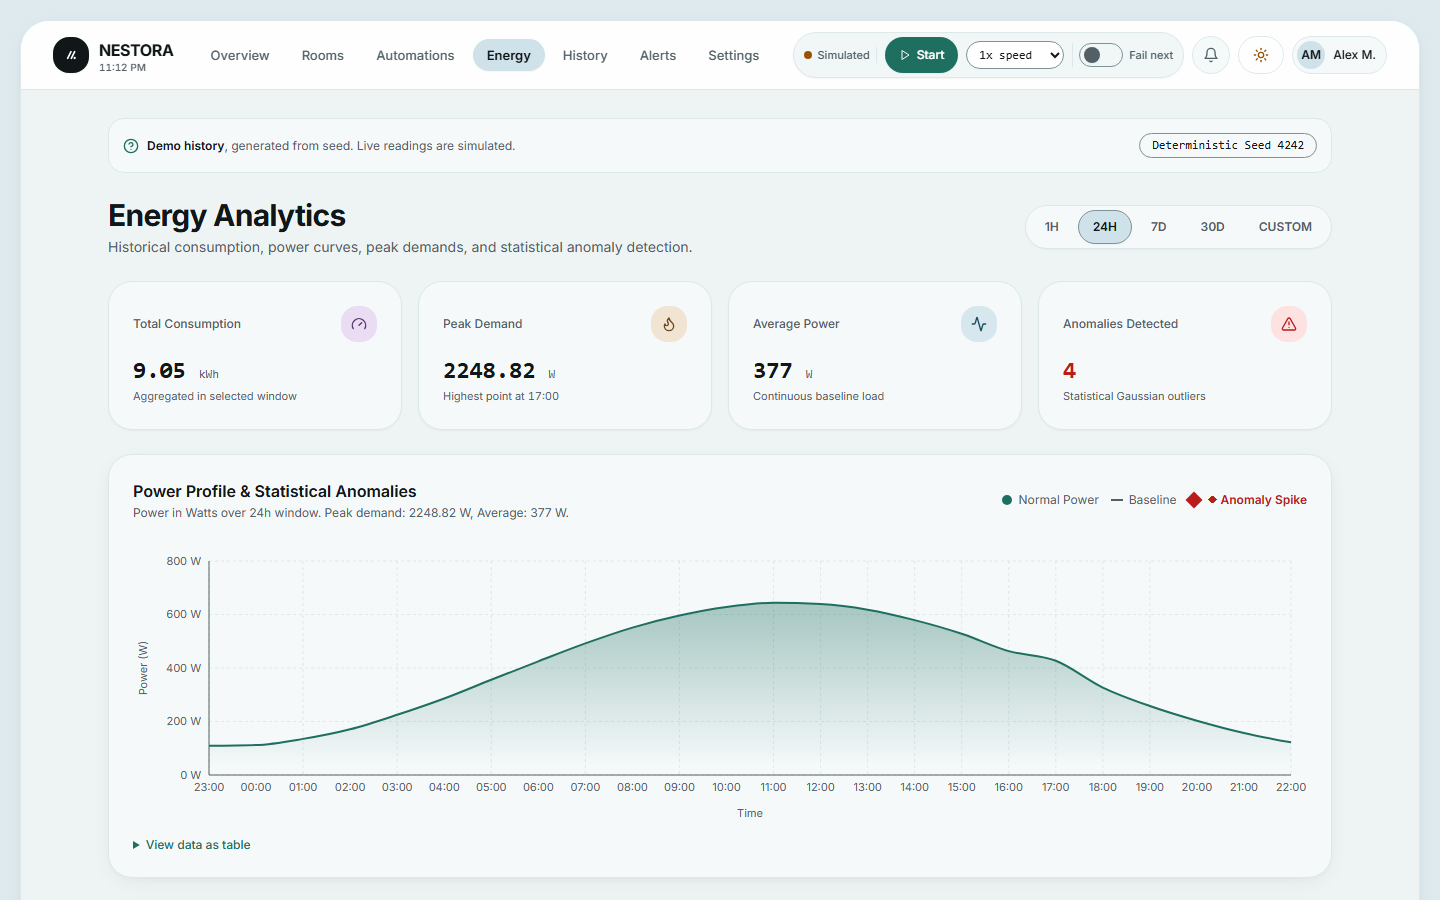 NESTORA
11:12 PM
Overview
Rooms
Automations
Energy
History
Alerts
Settings
Simulated
Start
1x speed
Fail next
AM
Alex M.
Demo history, generated from seed. Live readings are simulated.
Deterministic Seed 4242
Energy Analytics
Historical consumption, power curves, peak demands, and statistical anomaly detection.
1H
24H
7D
30D
CUSTOM
Total Consumption
9.05 kWh
Aggregated in selected window
Peak Demand
2248.82 W
Highest point at 17:00
Average Power
377 W
Continuous baseline load
Anomalies Detected
4
Statistical Gaussian outliers
Power Profile & Statistical Anomalies
Power in Watts over 24h window. Peak demand: 2248.82 W, Average: 377 W.
Normal Power
Baseline
Anomaly Spike
800 W
600 W
400 W
200 W
0 W
Power (W)
23:00 00:00 01:00 02:00 03:00 04:00 05:00 06:00 07:00 08:00 09:00 10:00 11:00 12:00 13:00 14:00 15:00 16:00 17:00 18:00 19:00 20:00 21:00 22:00
Time
View data as table